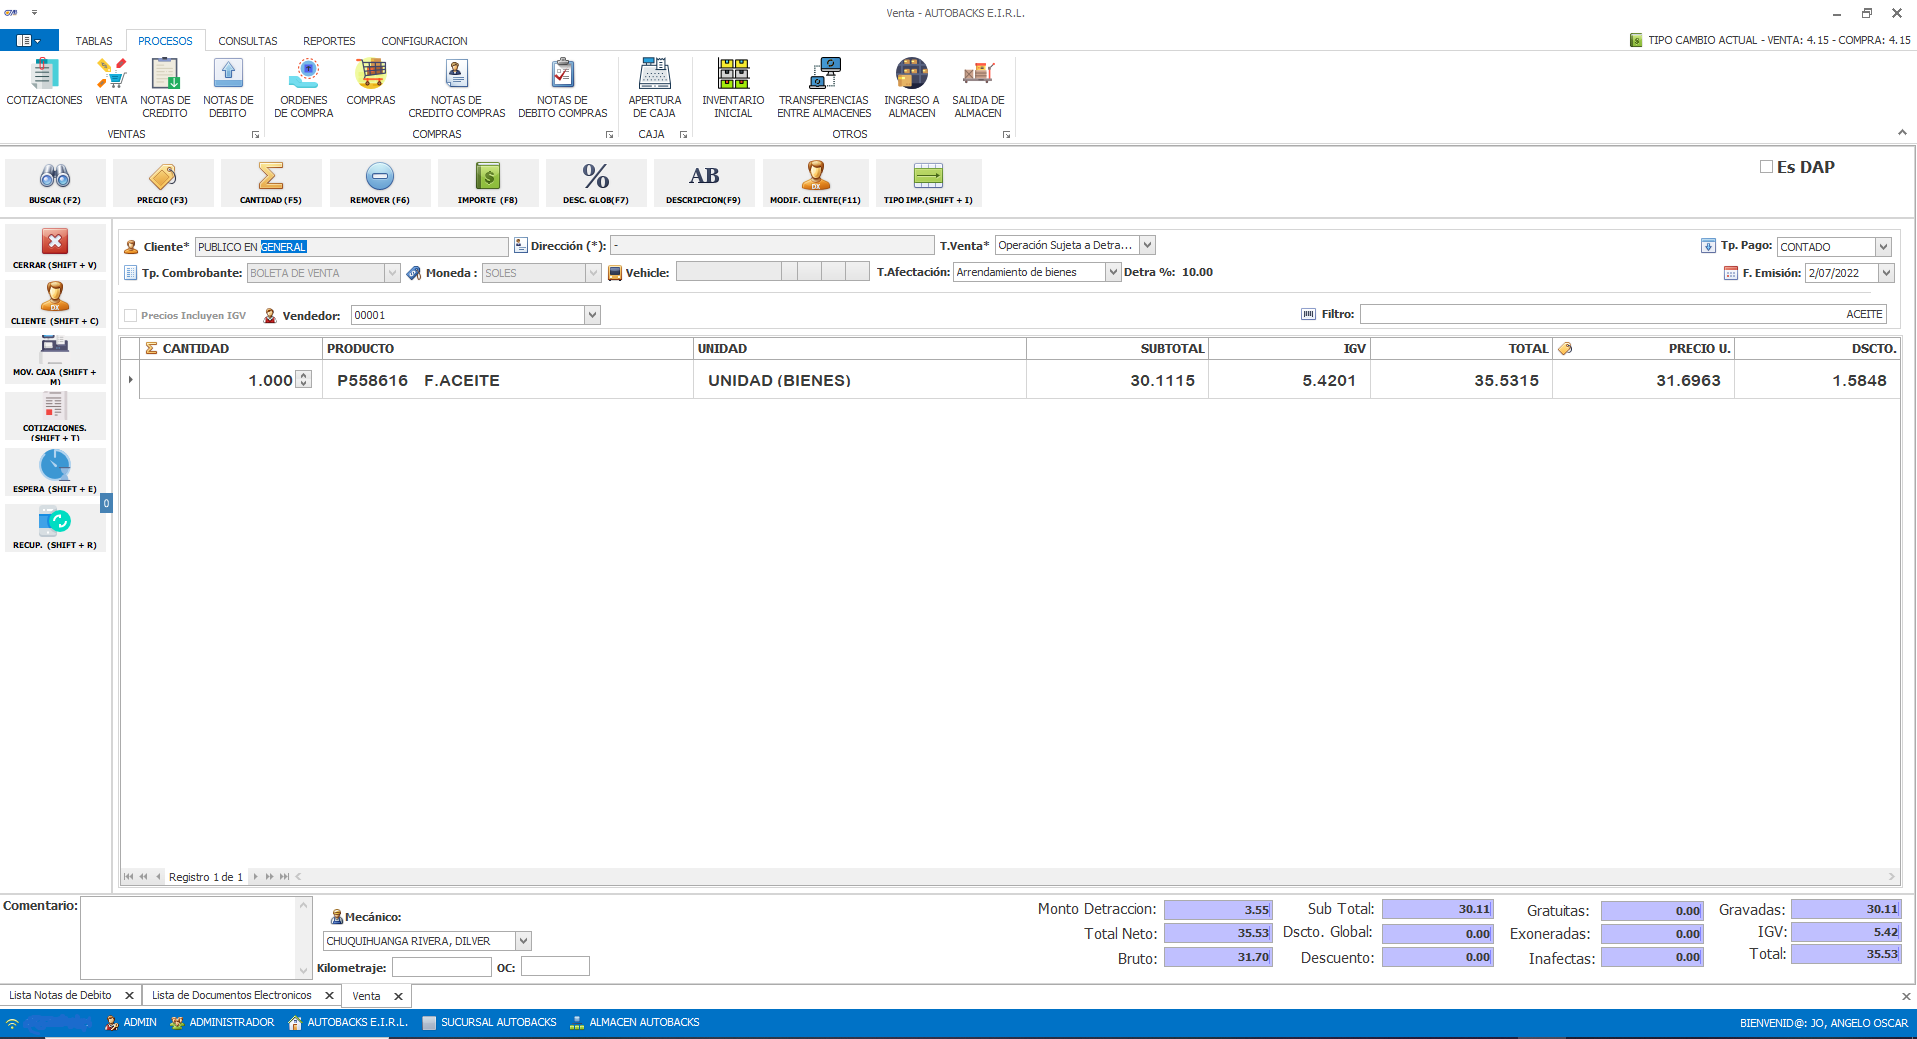 Venta - AUTOBACKS E.I.R.L.
TABLAS PROCESOS CONSULTAS REPORTES CONFIGURACION
TIPO CAMBIO ACTUAL - VENTA: 4.15 - COMPRA: 4.15
COTIZACIONES
VENTA
NOTAS DE CREDITO
NOTAS DE DEBITO
ORDENES DE COMPRA
COMPRAS
NOTAS DE CREDITO COMPRAS
NOTAS DE DEBITO COMPRAS
APERTURA DE CAJA
INVENTARIO INICIAL
TRANSFERENCIAS ENTRE ALMACENES
INGRESO A ALMACEN
SALIDA DE ALMACEN
VENTAS COMPRAS CAJA OTROS
BUSCAR (F2) PRECIO (F3) CANTIDAD (F5) REMOVER (F6) IMPORTE (F8) DESC. GLOB(F7) AB DESCRIPCION(F9) MODIF. CLIENTE(F11) TIPO IMP.(SHIFT + I)
Es DAP
CERRAR (SHIFT + V)
CLIENTE (SHIFT + C)
MOV. CAJA (SHIFT + M)
COTIZACIONES. (SHIFT + T)
ESPERA (SHIFT + E)
0
RECUP. (SHIFT + R)
Cliente* PUBLICO EN GENERAL Dirección (*): - T.Venta* Operación Sujeta a Detra... Tp. Pago: CONTADO
Tp. Combrobante: BOLETA DE VENTA Moneda : SOLES Vehicle: T.Afectación: Arrendamiento de bienes Detra %: 10.00 F. Emisión: 2/07/2022
Precios Incluyen IGV Vendedor: 00001 Filtro: ACEITE
CANTIDAD PRODUCTO UNIDAD SUBTOTAL IGV TOTAL PRECIO U. DSCTO.
1.000 P558616 F.ACEITE UNIDAD (BIENES) 30.1115 5.4201 35.5315 31.6963 1.5848
Registro 1 de 1
Comentario:
Mecánico:
CHUQUIHUANGA RIVERA, DILVER
Kilometraje: OC:
Monto Detraccion: 3.55 Sub Total: 30.11 Gratuitas: 0.00 Gravadas: 30.11
Total Neto: 35.53 Dscto. Global: 0.00 Exoneradas: 0.00 IGV: 5.42
Bruto: 31.70 Descuento: 0.00 Inafectas: 0.00 Total: 35.53
Lista Notas de Debito Lista de Documentos Electronicos Venta
ADMIN ADMINISTRADOR AUTOBACKS E.I.R.L. SUCURSAL AUTOBACKS ALMACEN AUTOBACKS BIENVENID@: JO, ANGELO OSCAR